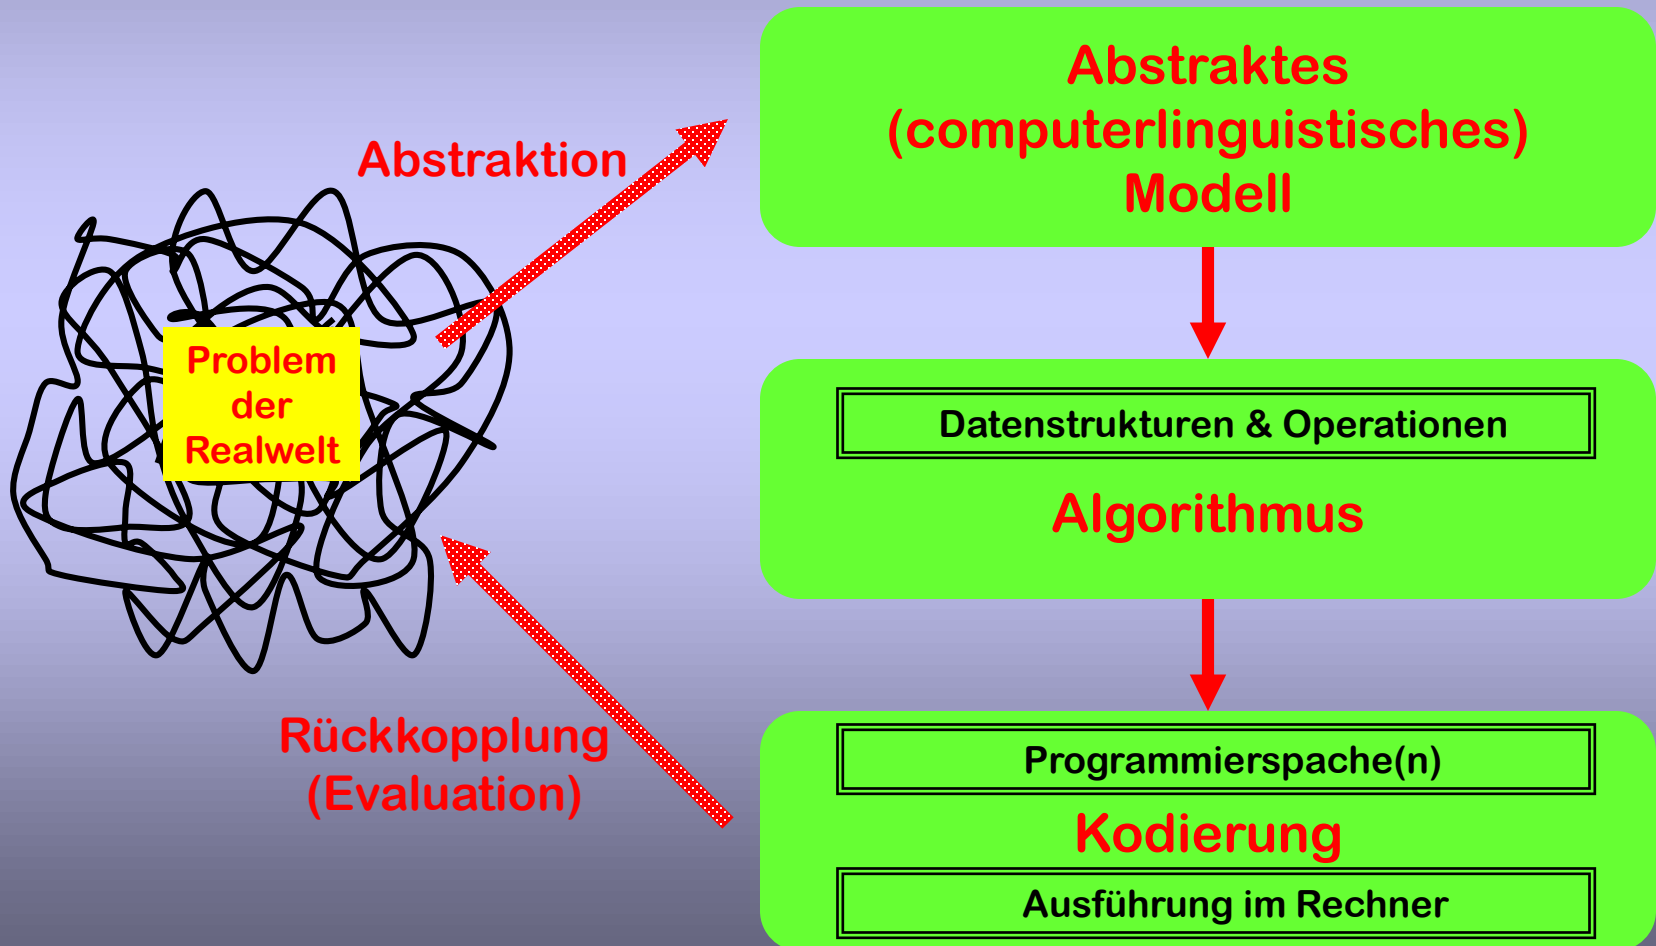 Abstraktes
(computerlinguistisches)
Modell
Abstraktion
Problem
der
Realwelt
Datenstrukturen & Operationen
Algorithmus
Rückkopplung
(Evaluation)
Programmierspache(n)
Kodierung
Ausführung im Rechner